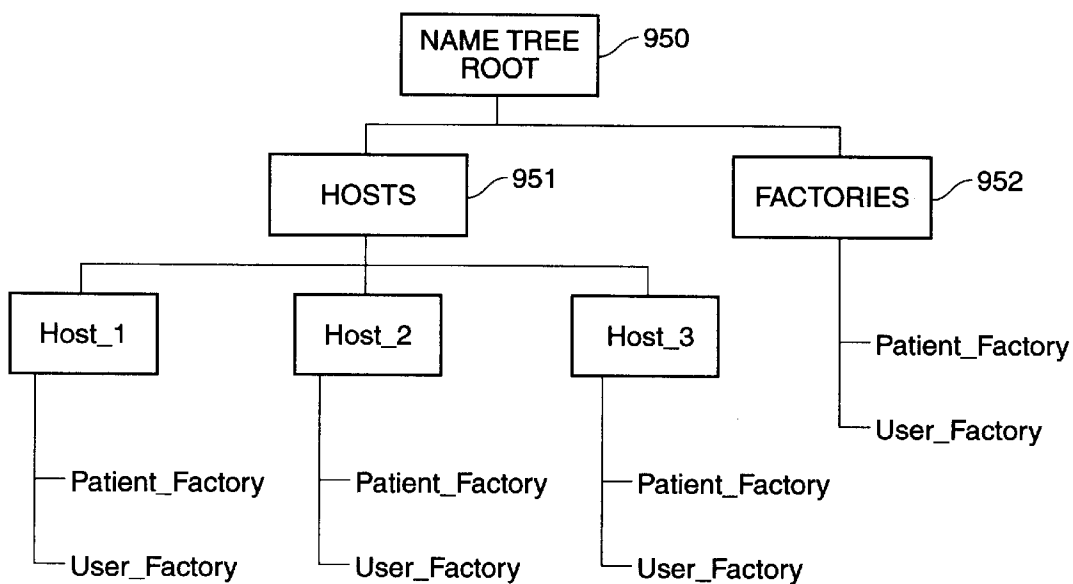 NAME TREE
ROOT
950
HOSTS
951
FACTORIES
952
Host_1
Host_2
Host_3
Patient_Factory
User_Factory
Patient_Factory
Patient_Factory
Patient_Factory
User_Factory
User_Factory
User_Factory